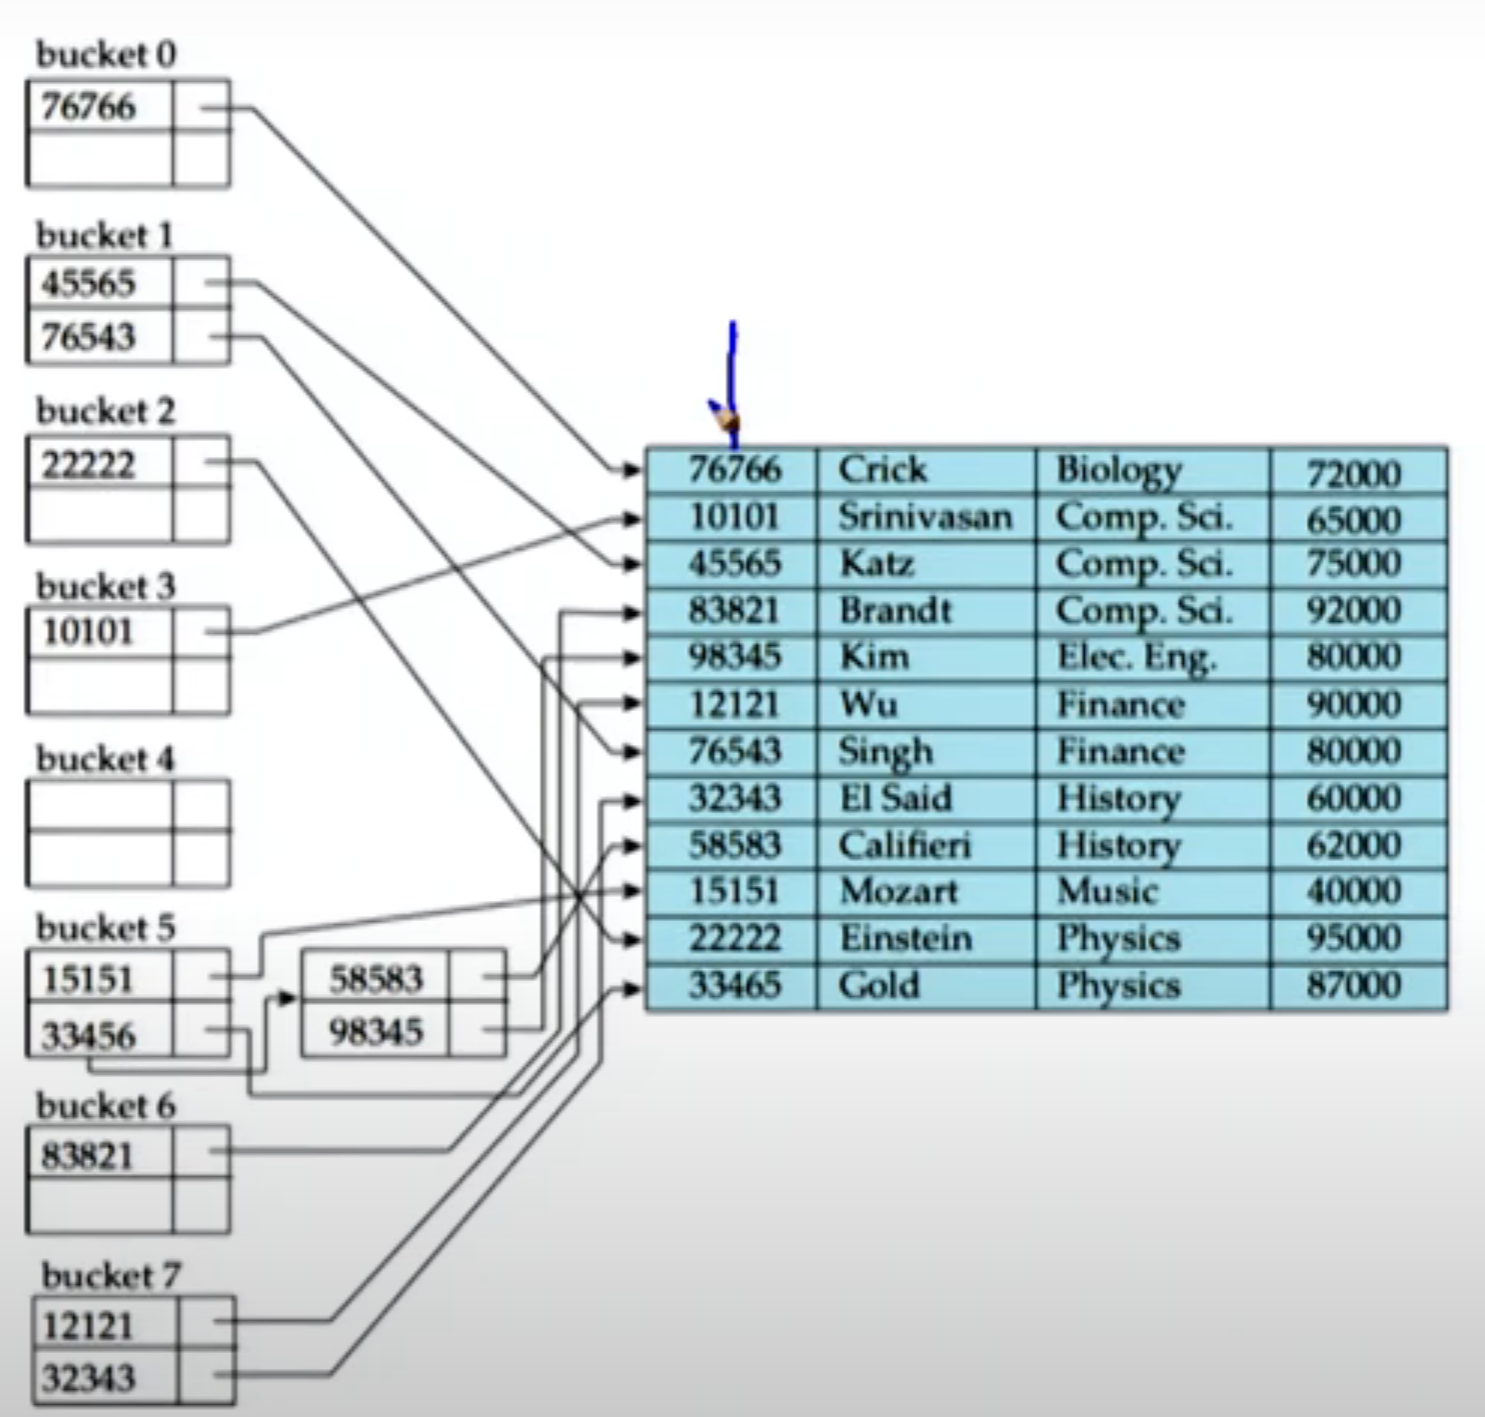 bucket 0
76766
bucket 1
45565
76543
bucket 2
22222
bucket 3
10101
bucket 4
bucket 5
15151
33456
58583
98345
bucket 6
83821
bucket 7
12121
32343
76766 Crick Biology 72000
10101 Srinivasan Comp. Sci. 65000
45565 Katz Comp. Sci. 75000
83821 Brandt Comp. Sci. 92000
98345 Kim Elec. Eng. 80000
12121 Wu Finance 90000
76543 Singh Finance 80000
32343 El Said History 60000
58583 Califieri History 62000
15151 Mozart Music 40000
22222 Einstein Physics 95000
33465 Gold Physics 87000